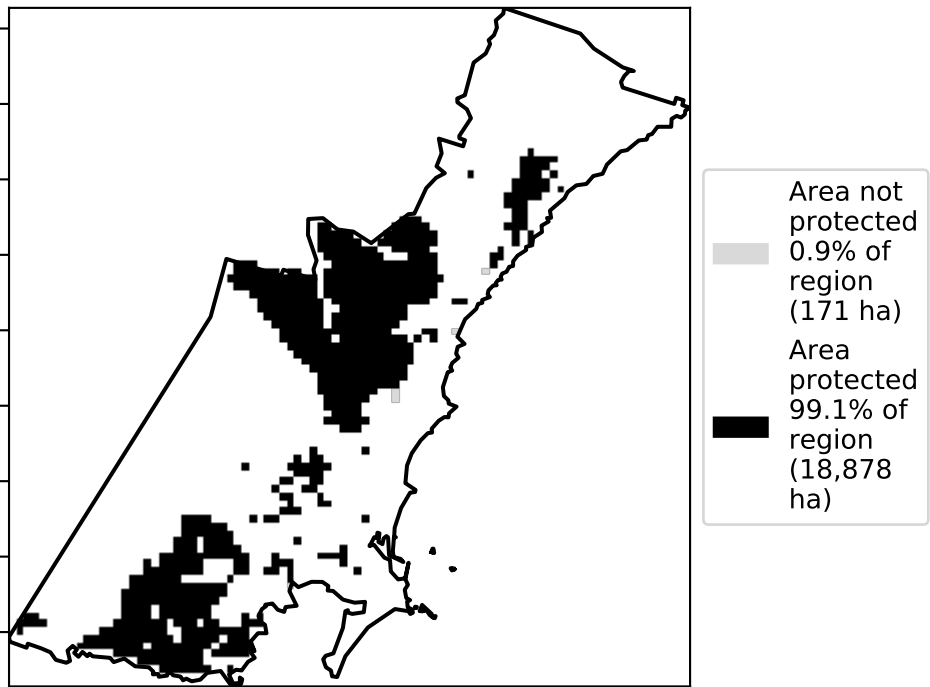 Area not
protected
0.9% of
region
(171 ha)
Area
protected
99.1% of
region
(18,878
ha)